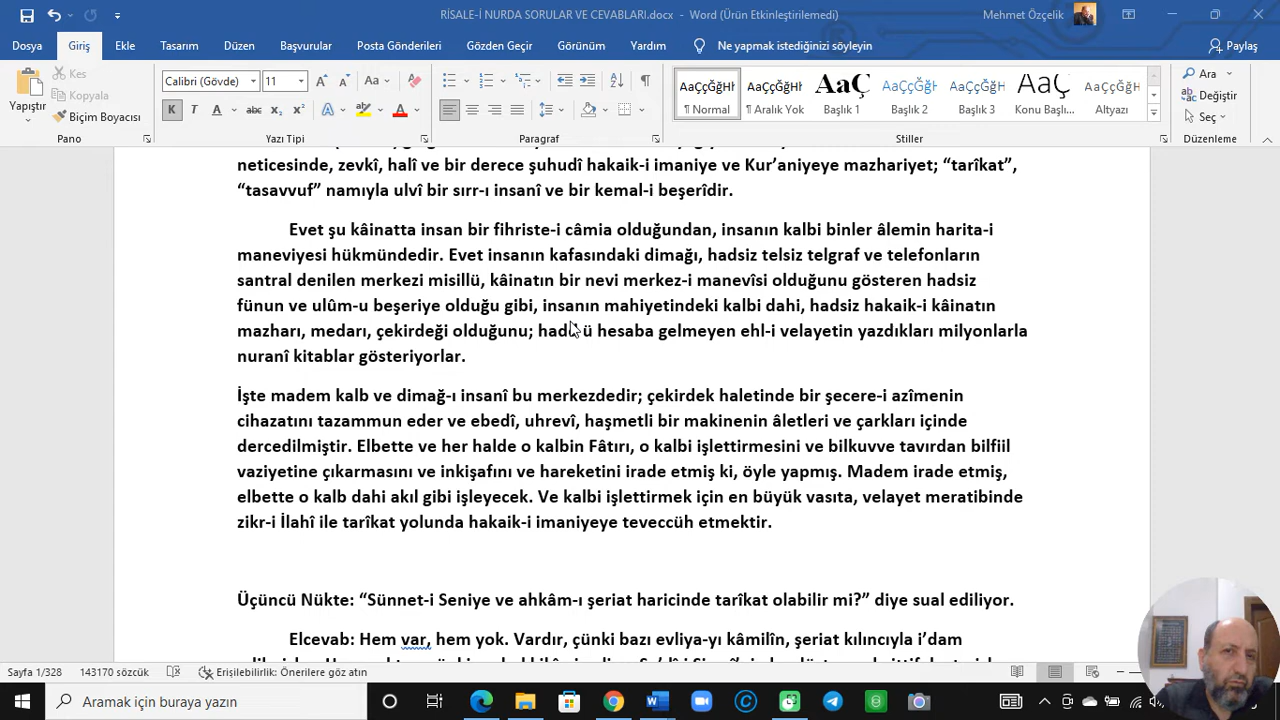 RİSALE-İ NURDA SORULAR VE CEVABLARI.docx - Word (Ürün Etkinleştirilemedi)
Mehmet Özçelik
Dosya Giriş Ekle Tasarım Düzen Başvurular Posta Gönderileri Gözden Geçir Görünüm Yardım Ne yapmak istediğinizi söyleyin Paylaş
Yapıştır
Kes
Kopyala
Biçim Boyacısı
Calibri (Gövde) 11
K T A abc x₂ x²
AaÇçĞğHł AaÇçĞğHł AaÇ AaÇçĞğH AaÇçĞğHł AaÇçĞğ AaÇçĞğHł
¶ Normal ¶ Aralık Yok Başlık 1 Başlık 2 Başlık 3 Konu Başlı... Altyazı
Ara
Değiştir
Seç
Pano Yazı Tipi Paragraf Stiller Düzenleme
neticesinde, zevkî, halî ve bir derece şuhudî hakaik-i imaniye ve Kur’aniyeye mazhariyet; “tarîkat”,
“tasavvuf” namıyla ulvî bir sırr-ı insanî ve bir kemal-i beşerîdir.
Evet şu kâinatta insan bir fihriste-i câmia olduğundan, insanın kalbi binler âlemin harita-i
maneviyesi hükmündedir. Evet insanın kafasındaki dimağı, hadsiz telsiz telgraf ve telefonların
santral denilen merkezi misillü, kâinatın bir nevi merkez-i manevîsi olduğunu gösteren hadsiz
fünun ve ulûm-u beşeriye olduğu gibi, insanın mahiyetindeki kalbi dahi, hadsiz hakaik-i kâinatın
mazharı, medarı, çekirdeği olduğunu; hadd ü hesaba gelmeyen ehl-i velayetin yazdıkları milyonlarla
nuranî kitablar gösteriyorlar.
İşte madem kalb ve dimağ-ı insanî bu merkezdedir; çekirdek haletinde bir şecere-i azîmenin
cihazatını tazammun eder ve ebedî, uhrevî, haşmetli bir makinenin âletleri ve çarkları içinde
dercedilmiştir. Elbette ve her halde o kalbin Fâtırı, o kalbi işlettirmesini ve bilkuvve tavırdan bilfiil
vaziyetine çıkarmasını ve inkişafını ve hareketini irade etmiş ki, öyle yapmış. Madem irade etmiş,
elbette o kalb dahi akıl gibi işleyecek. Ve kalbi işlettirmek için en büyük vasıta, velayet meratibinde
zikr-i İlahî ile tarîkat yolunda hakaik-i imaniyeye teveccüh etmektir.
Üçüncü Nükte: “Sünnet-i Seniye ve ahkâm-ı şeriat haricinde tarîkat olabilir mi?” diye sual ediliyor.
Elcevab: Hem var, hem yok. Vardır, çünki bazı evliya-yı kâmilîn, şeriat kılıncıyla i’dam
Sayfa 1/328 143170 sözcük Erişilebilirlik: Önerilere göz atın
Aramak için buraya yazın